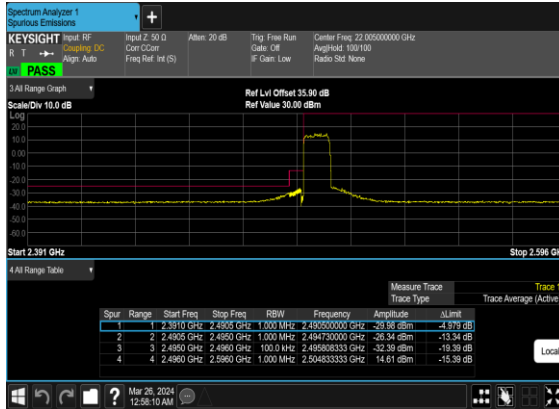 Spectrum Analyzer 1
Spurious Emissions
+
KEYSIGHT Input: RF Input Z: 50 Ω Atten: 20 dB Trig: Free Run Center Freq: 22.005000000 GHz
R T Coupling: DC Corr CCorr Gate: Off Avg|Hold: 100/100
Align: Auto Freq Ref: Int (S) IF Gain: Low Radio Std: None
PASS
3 All Range Graph
Ref Lvl Offset 35.90 dB
Scale/Div 10.0 dB Ref Value 30.00 dBm
Log
20.0
10.0
0.00
-10.0
-20.0
-30.0
-40.0
-50.0
-60.0
Start 2.391 GHz Stop 2.596 GH
4 All Range Table
Measure Trace Trace 1
Trace Type Trace Average (Active
Spur Range Start Freq Stop Freq RBW Frequency Amplitude ΔLimit
1 1 2.3910 GHz 2.4905 GHz 1.000 MHz 2.490500000 GHz -29.98 dBm -4.979 dB
2 2 2.4905 GHz 2.4950 GHz 1.000 MHz 2.494730000 GHz -26.34 dBm -13.34 dB
3 3 2.4950 GHz 2.4960 GHz 100.0 kHz 2.495808333 GHz -32.39 dBm -19.39 dB
4 4 2.4960 GHz 2.5960 GHz 1.000 MHz 2.504833333 GHz 14.61 dBm -15.39 dB
Local
? Mar 26, 2024
12:58:10 AM